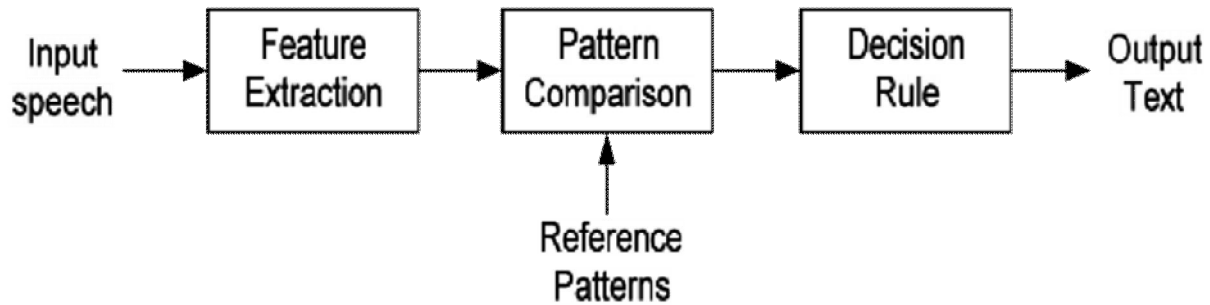 Input
speech
Feature
Extraction
Pattern
Comparison
Decision
Rule
Output
Text
Reference
Patterns